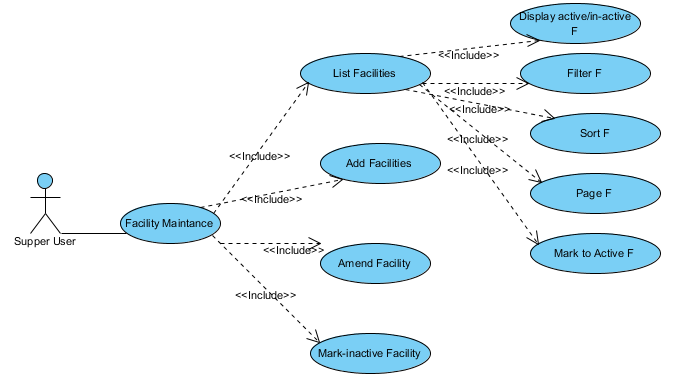 Display active/in-active
F
<<Include>>
List Facilities
Filter F
<<Include>>
<<Include>>
Sort F
<<Include>>
<<Include>>
Add Facilities
<<Include>>
Page F
<<Include>>
Facility Maintance
Supper User
<<Include>>
Mark to Active F
Amend Facility
<<Include>>
Mark-inactive Facility